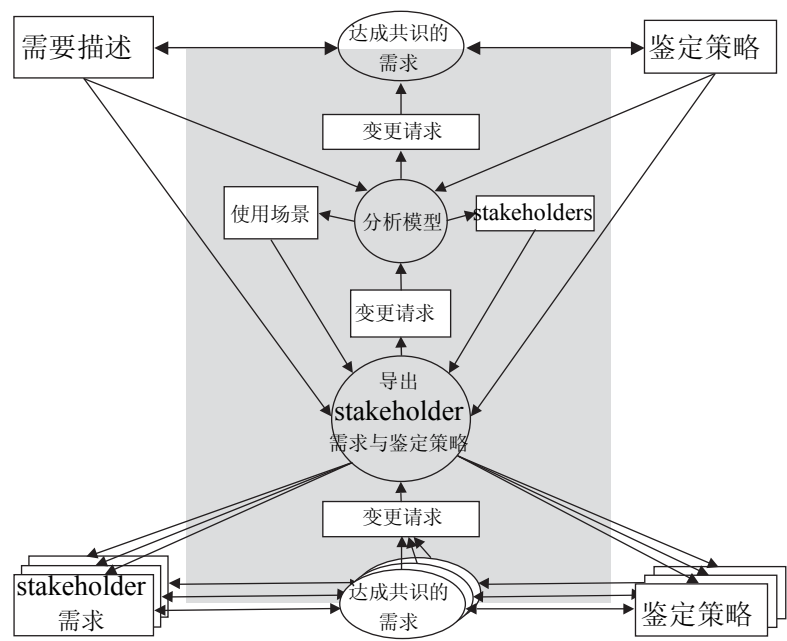 需要描述
达成共识的
需求
鉴定策略
变更请求
使用场景
分析模型
stakeholders
变更请求
导出
stakeholder
需求与鉴定策略
变更请求
stakeholder
需求
达成共识的
需求
鉴定策略